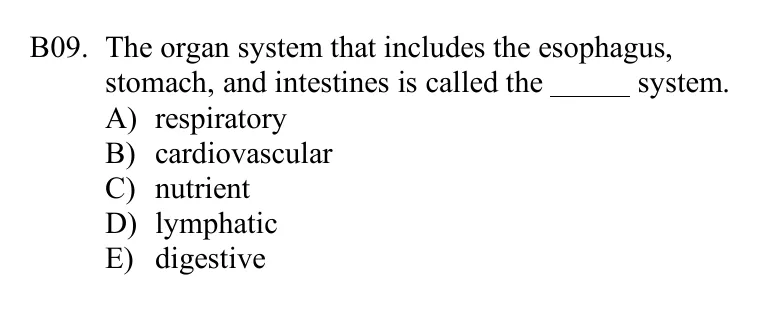 B09. The organ system that includes the esophagus,
stomach, and intestines is called the ______ system.
A) respiratory
B) cardiovascular
C) nutrient
D) lymphatic
E) digestive